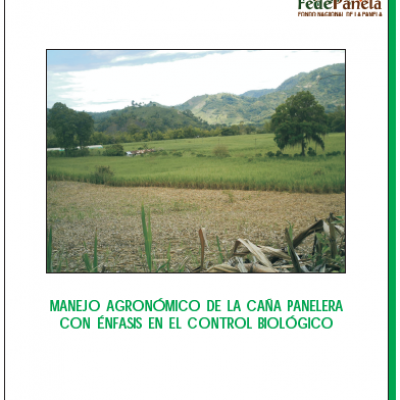 FedePanela
FONDO NACIONAL DE LA PANELA
MANEJO AGRONÓMICO DE LA CAÑA PANELERA
CON ÉNFASIS EN EL CONTROL BIOLÓGICO